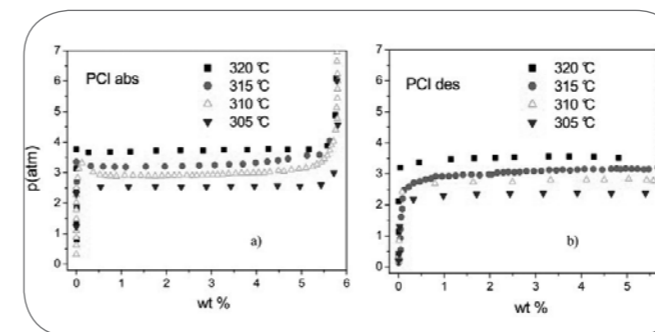 PCI abs
320 °C
315 °C
310 °C
305 °C
a)
p(atm)
7
6
5
4
3
2
1
0
0 1 2 3 4 5 6
wt %
PCI des
320 °C
315 °C
310 °C
305 °C
b)
7
6
5
4
3
2
1
0
0 1 2 3 4 5
wt %